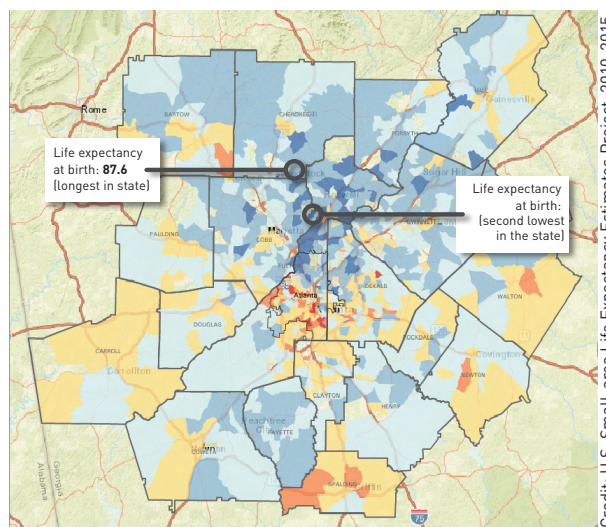 Rome
BARTOW
CHEROKEE
FORSYTH
Gainesville
Life expectancy
at birth: 87.6
(longest in state)
Sugar Hill
Life expectancy
at birth:
(second lowest
in the state)
GWINNETT
PAULDING
COBB
Marietta
Atlanta
DEKALB
WALTON
DOUGLAS
ROCKDALE
Covington
CARROLL
Carrollton
NEWTON
CLAYTON
HENRY
Peachtree
FAYETTE
COWETA
SPALDING
Griffin
Alabama
Georgia
75
Credit: U.S. Small-area Life Expectancy Estimates Project, 2010-2015